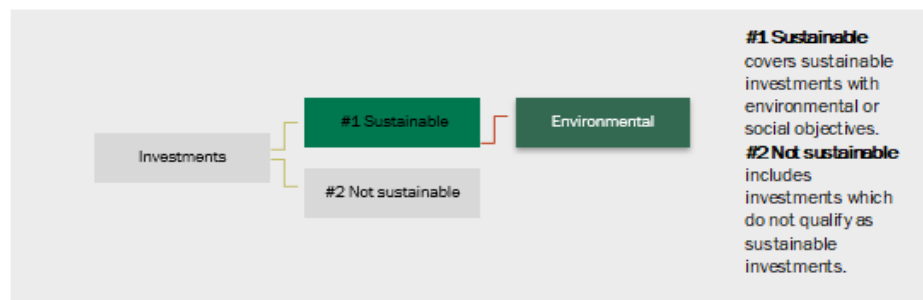 Investments
#1 Sustainable
Environmental
#2 Not sustainable
#1 Sustainable
covers sustainable
investments with
environmental or
social objectives.
#2 Not sustainable
includes
investments which
do not qualify as
sustainable
investments.